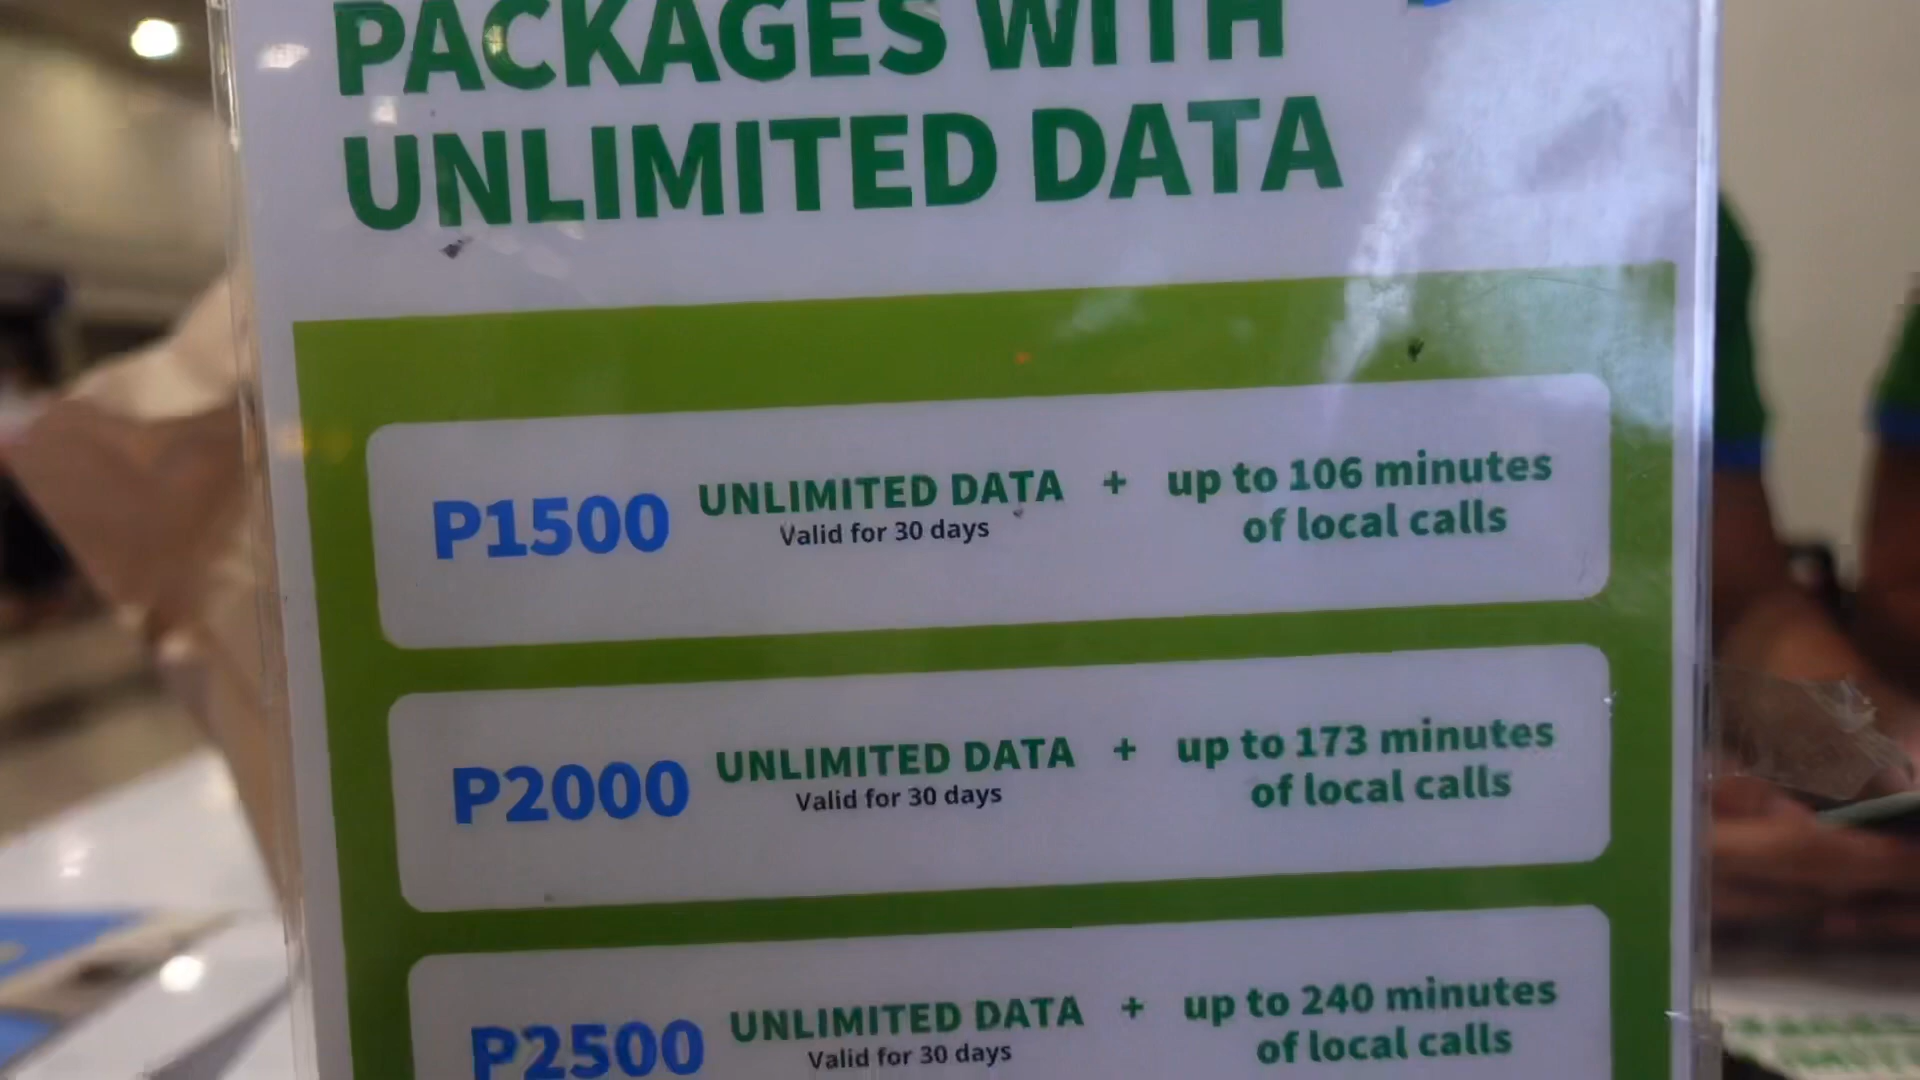 PACKAGES WITH
UNLIMITED DATA
P1500 UNLIMITED DATA + up to 106 minutes
Valid for 30 days of local calls
P2000 UNLIMITED DATA + up to 173 minutes
Valid for 30 days of local calls
P2500 UNLIMITED DATA + up to 240 minutes
Valid for 30 days of local calls